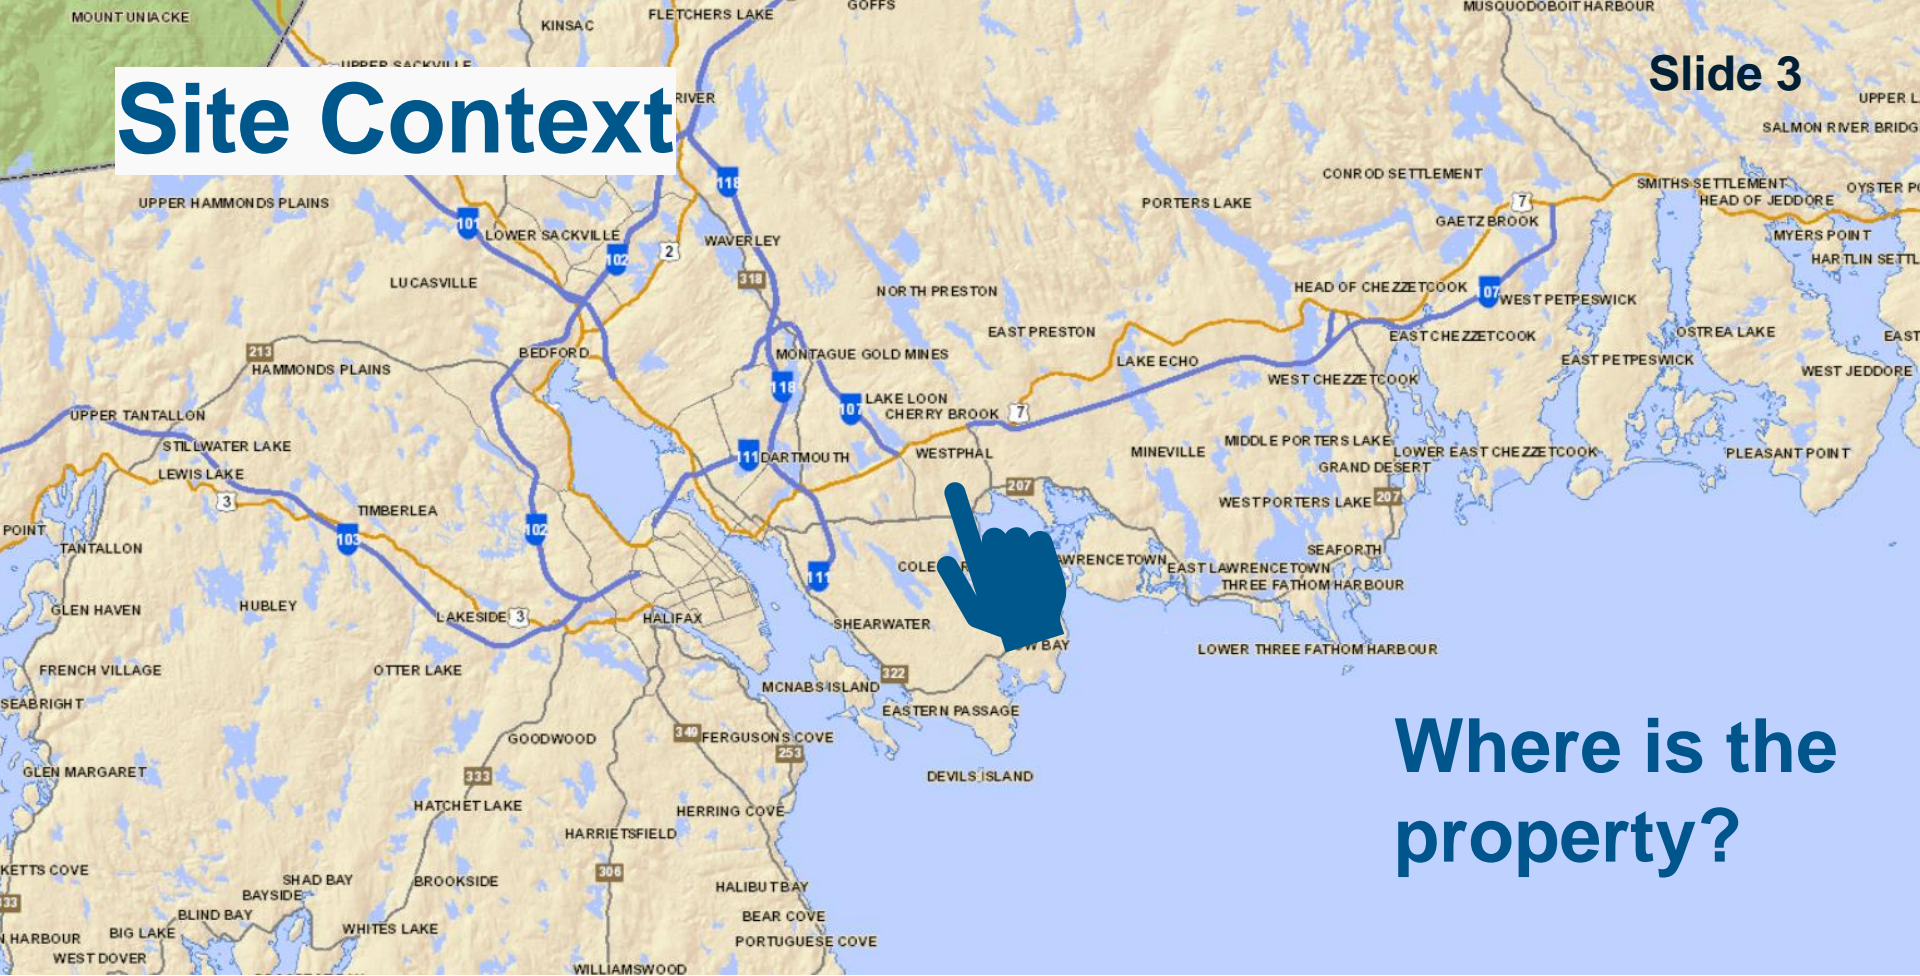 MOUNT UNIACKE
KINSAC
FLETCHERS LAKE
GOFFS
MUSQUODOBOIT HARBOUR
UPPER SACKVILLE
Site Context
RIVER
Slide 3
UPPER L
SALMON RIVER BRIDG
118
CONROD SETTLEMENT
SMITHS SETTLEMENT
OYSTER P
UPPER HAMMONDS PLAINS
PORTERS LAKE
7
HEAD OF JEDDORE
101
GAETZ BROOK
LOWER SACKVILLE
WAVERLEY
MYERS POINT
102
2
HARTLIN SETTL
LUCASVILLE
318
NORTH PRESTON
HEAD OF CHEZZETCOOK
107
WEST PETPESWICK
EAST PRESTON
EAST CHEZZETCOOK
OSTREA LAKE
EAST
213
BEDFORD
MONTAGUE GOLD MINES
LAKE ECHO
EAST PETPESWICK
HAMMONDS PLAINS
WEST CHEZZETCOOK
WEST JEDDORE
118
LAKE LOON
107
CHERRY BROOK
7
UPPER TANTALLON
STILLWATER LAKE
MIDDLE PORTERS LAKE
111
DARTMOUTH
WESTPHAL
MINEVILLE
LOWER EAST CHEZZETCOOK
PLEASANT POINT
LEWIS LAKE
GRAND DESERT
207
3
TIMBERLEA
WEST PORTERS LAKE
207
POINT
102
103
TANTALLON
SEAFORTH
COLE
WRENCETOWN
EAST LAWRENCETOWN
111
THREE FATHOM HARBOUR
GLEN HAVEN
HUBLEY
LAKESIDE
3
HALIFAX
SHEARWATER
W BAY
LOWER THREE FATHOM HARBOUR
FRENCH VILLAGE
OTTER LAKE
322
MCNABS ISLAND
SEABRIGHT
EASTERN PASSAGE
GOODWOOD
349
FERGUSONS COVE
253
Where is the
property?
GLEN MARGARET
333
DEVILS ISLAND
HATCHET LAKE
HERRING COVE
HARRIETSFIELD
KETTS COVE
306
SHAD BAY
BROOKSIDE
HALIBUT BAY
BAYSIDE
33
BLIND BAY
BEAR COVE
BIG LAKE
WHITES LAKE
HARBOUR
PORTUGUESE COVE
WEST DOVER
WILLIAMSWOOD